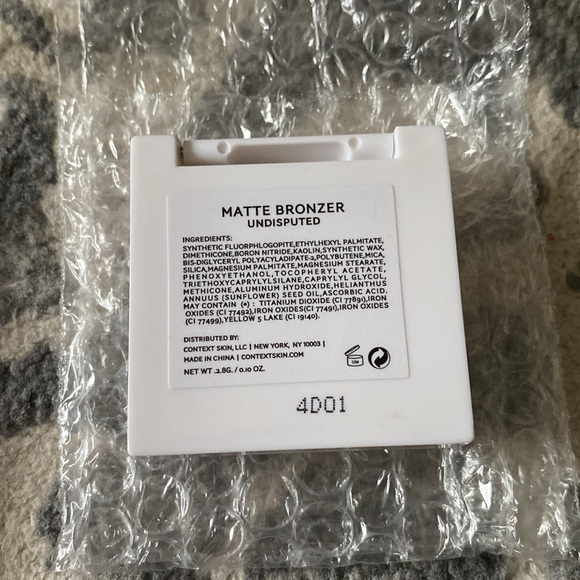 MATTE BRONZER
UNDISPUTED
INGREDIENTS:
SYNTHETIC FLUORPHLOGOPITE,ETHYLHEXYL PALMITATE,
DIMETHICONE,BORON NITRIDE,KAOLIN,SYNTHETIC WAX,
BIS-DIGLYCERYL POLYACYLADIPATE-2,POLYBUTENE,MICA,
SILICA,MAGNESIUM PALMITATE,MAGNESIUM STEARATE,
PHENOXYETHANOL,TOCOPHERYL ACETATE,
TRIETHOXYCAPRYLYLSILANE,CAPRYLYL GLYCOL,
METHICONE,ALUMINUM HYDROXIDE,HELIANTHUS
ANNUUS (SUNFLOWER) SEED OIL,ASCORBIC ACID.
MAY CONTAIN (+) : TITANIUM DIOXIDE (CI 77891),IRON
OXIDES (CI 77492),IRON OXIDES(CI 77491),IRON OXIDES
(CI 77499),YELLOW 5 LAKE (CI 19140).
DISTRIBUTED BY:
CONTEXT SKIN, LLC | NEW YORK, NY 10003 |
MADE IN CHINA | CONTEXTSKIN.COM
NET WT .2.8G. / 0.10 OZ.
12M
4D01